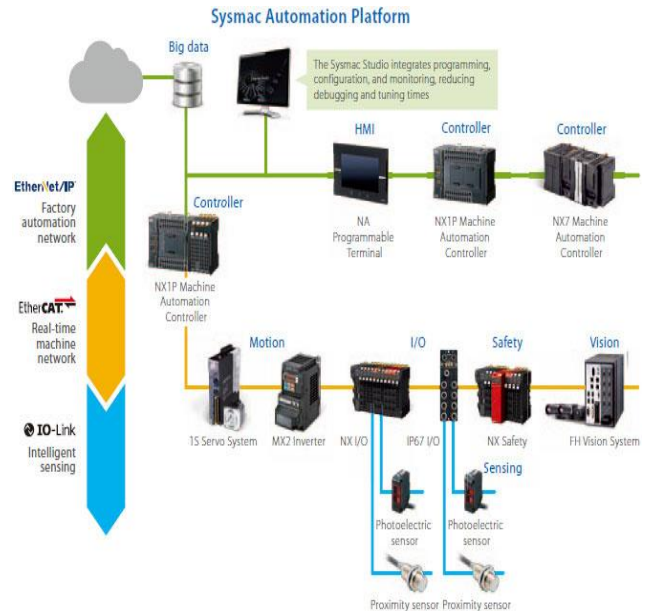 Sysmac Automation Platform
Big data
The Sysmac Studio integrates programming,
configuration, and monitoring, reducing
debugging and tuning times
HMI
Controller
Controller
EtherNet/IP
Factory
automation
network
Controller
NA
Programmable
Terminal
NX1P Machine
Automation
Controller
NX7 Machine
Automation
Controller
NX1P Machine
Automation
Controller
EtherCAT
Real-time
machine
network
Motion
I/O
Safety
Vision
1S Servo System
MX2 Inverter
NX I/O
IP67 I/O
NX Safety
FH Vision System
IO-Link
Intelligent
sensing
Sensing
Photoelectric
sensor
Photoelectric
sensor
Proximity sensor
Proximity sensor